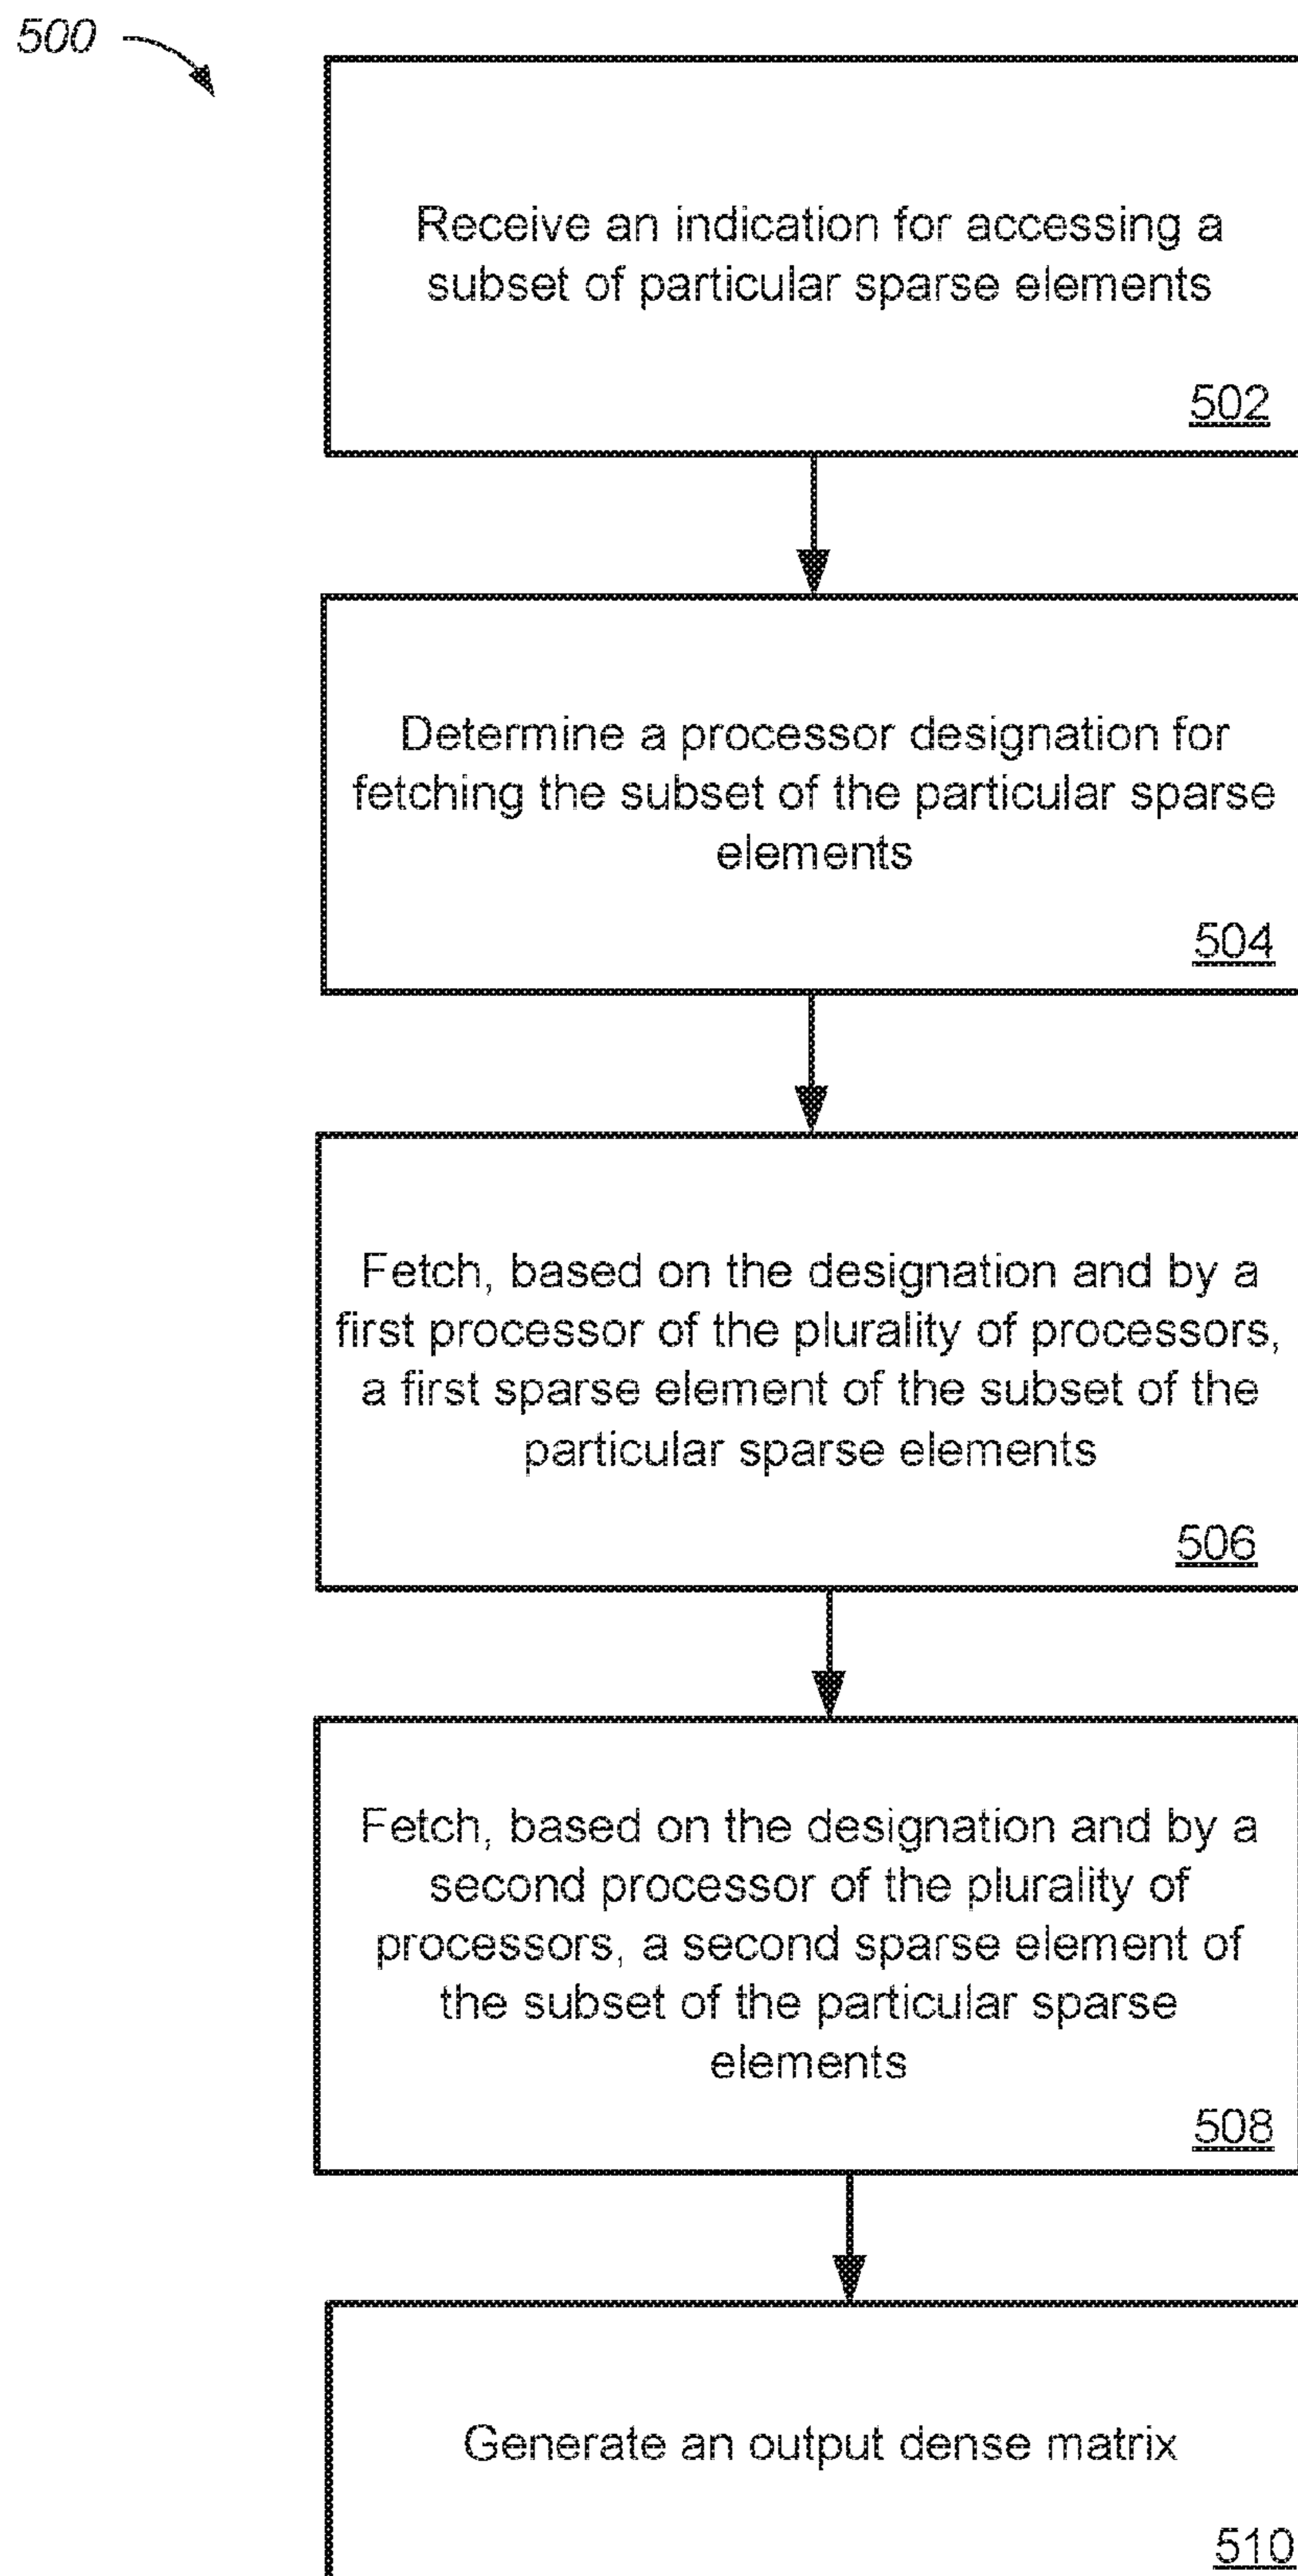 500
Receive an indication for accessing a
subset of particular sparse elements
502
Determine a processor designation for
fetching the subset of the particular sparse
elements
504
Fetch, based on the designation and by a
first processor of the plurality of processors,
a first sparse element of the subset of the
particular sparse elements
506
Fetch, based on the designation and by a
second processor of the plurality of
processors, a second sparse element of
the subset of the particular sparse
elements
508
Generate an output dense matrix
510